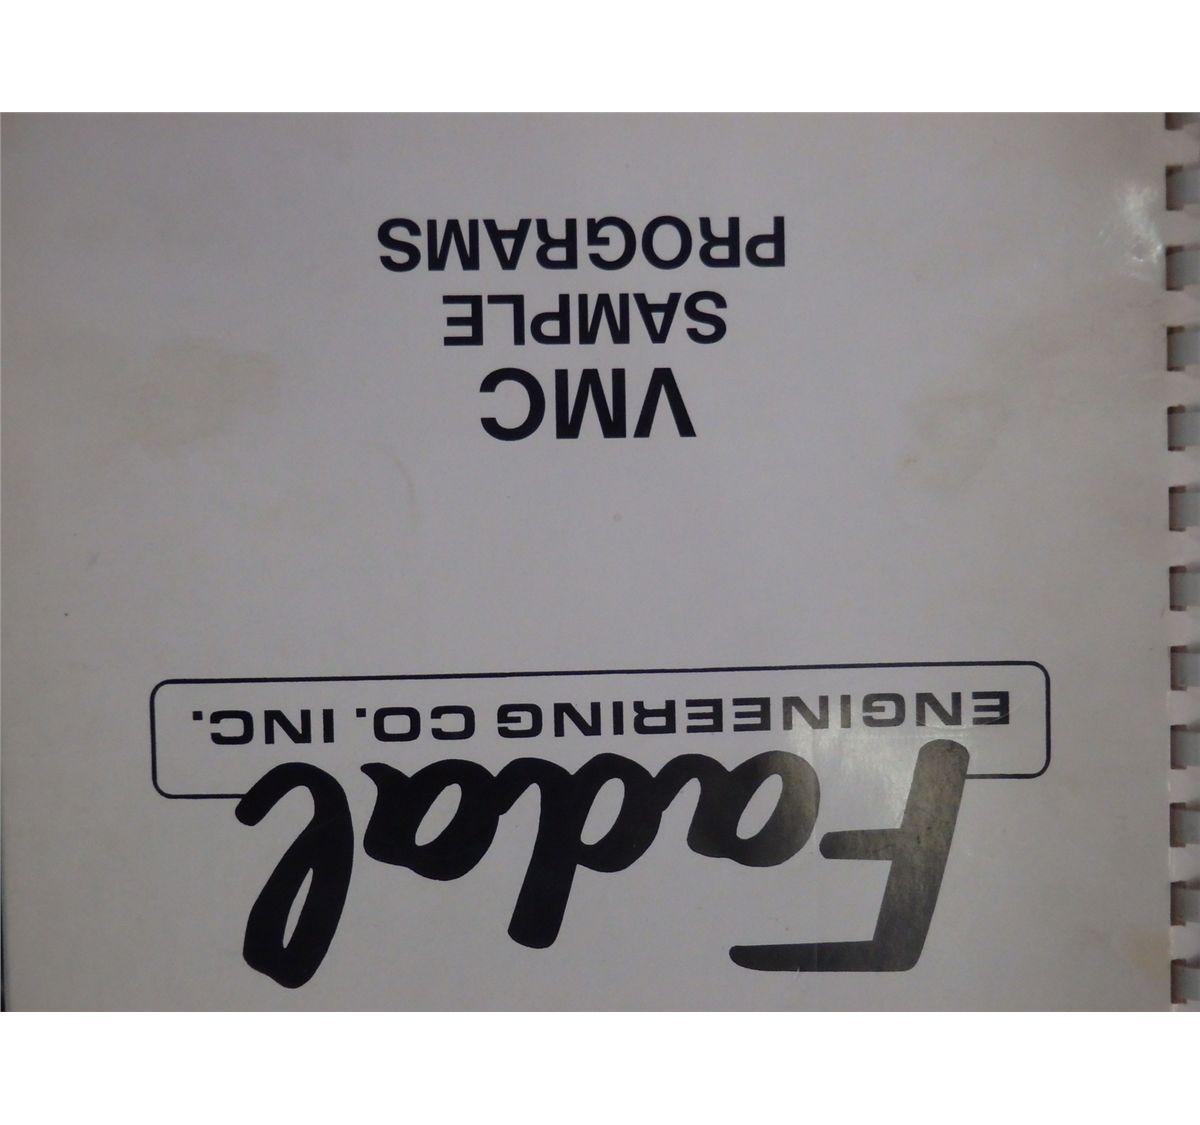 Fadal
ENGINEERING CO. INC.
VMC
SAMPLE
PROGRAMS